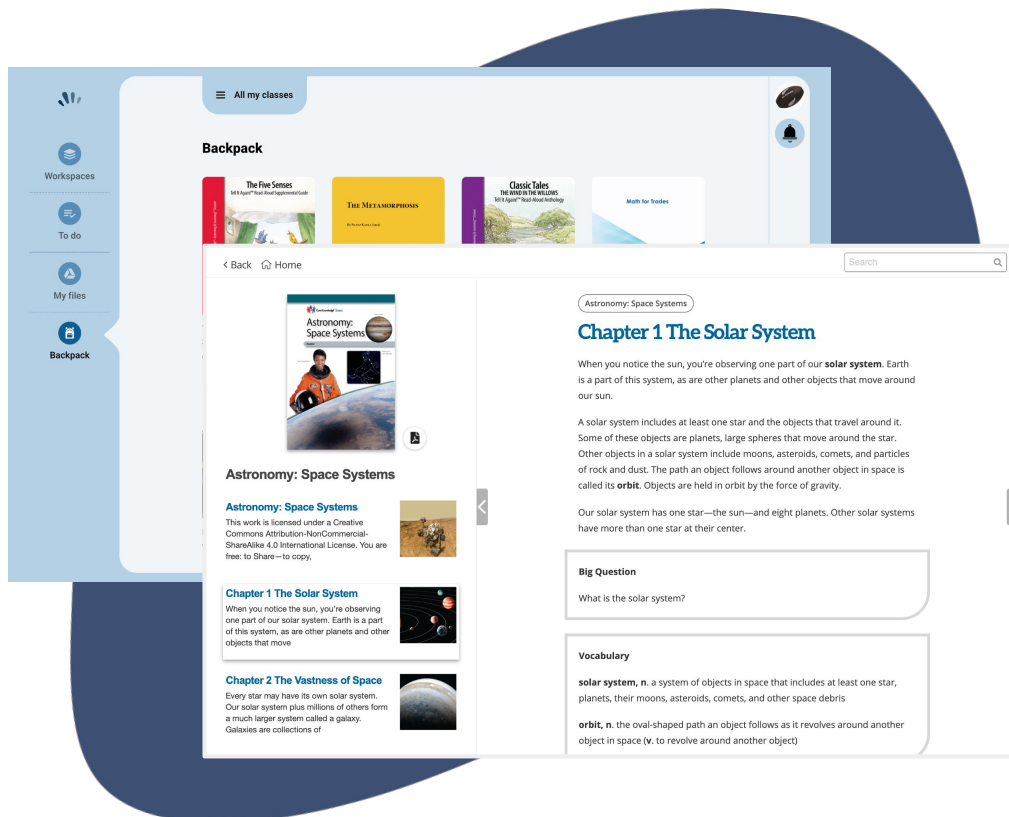 All my classes
Workspaces
To do
My files
Backpack
Backpack
The Five Senses
Tell It Again!™ Read-Aloud Supplemental Guide
THE METAMORPHOSIS
Classic Tales
THE WIND IN THE WILLOWS
Tell It Again!™ Read-Aloud Anthology
Math for Trades
Back
Home
Search
Astronomy:
Space Systems
Astronomy: Space Systems
Astronomy: Space Systems
This work is licensed under a Creative
Commons Attribution-NonCommercial-
ShareAlike 4.0 International License. You are
free: to Share—to copy,
Chapter 1 The Solar System
When you notice the sun, you're observing
one part of our solar system. Earth is a part
of this system, as are other planets and other
objects that move
Chapter 2 The Vastness of Space
Every star may have its own solar system.
Our solar system plus millions of others form
a much larger system called a galaxy.
Galaxies are collections of
Astronomy: Space Systems
Chapter 1 The Solar System
When you notice the sun, you're observing one part of our solar system. Earth
is a part of this system, as are other planets and other objects that move around
our sun.
A solar system includes at least one star and the objects that travel around it.
Some of these objects are planets, large spheres that move around the star.
Other objects in a solar system include moons, asteroids, comets, and particles
of rock and dust. The path an object follows around another object in space is
called its orbit. Objects are held in orbit by the force of gravity.
Our solar system has one star—the sun—and eight planets. Other solar systems
have more than one star at their center.
Big Question
What is the solar system?
Vocabulary
solar system, n. a system of objects in space that includes at least one star,
planets, their moons, asteroids, comets, and other space debris
orbit, n. the oval-shaped path an object follows as it revolves around another
object in space (v. to revolve around another object)